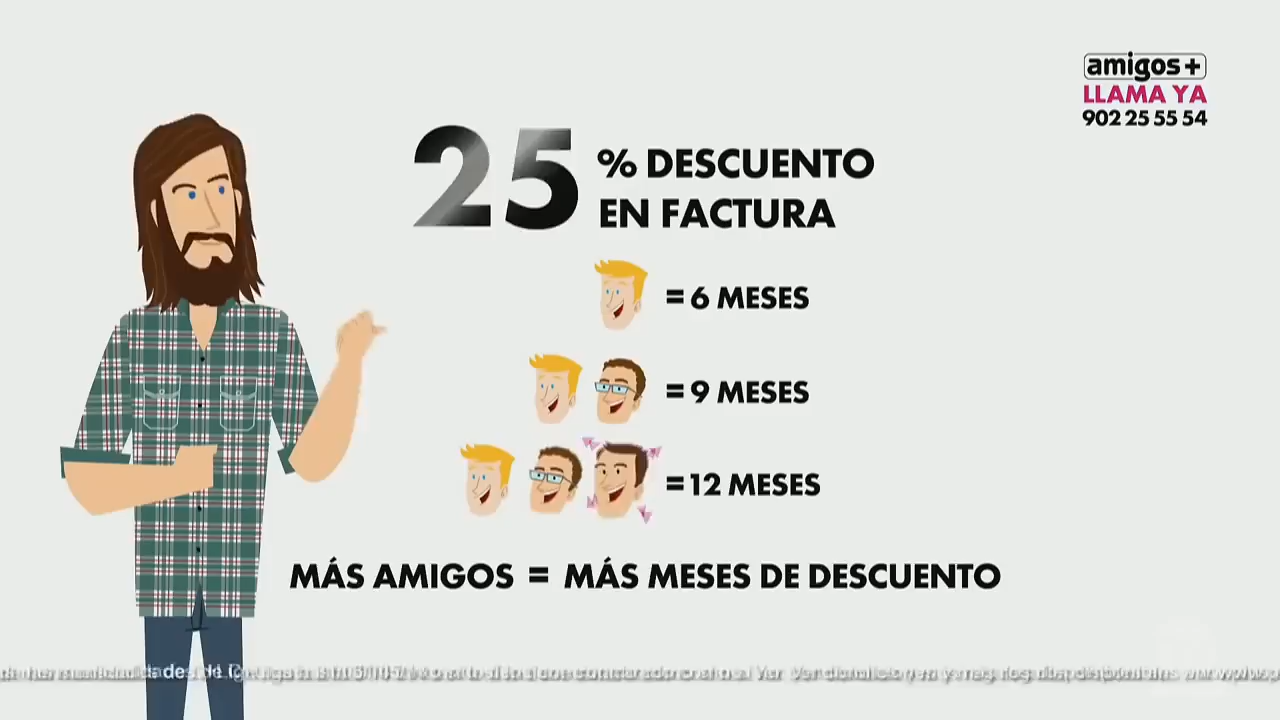 amigos+
LLAMA YA
902 25 55 54
25 % DESCUENTO
EN FACTURA
= 6 MESES
= 9 MESES
= 12 MESES
MÁS AMIGOS = MÁS MESES DE DESCUENTO